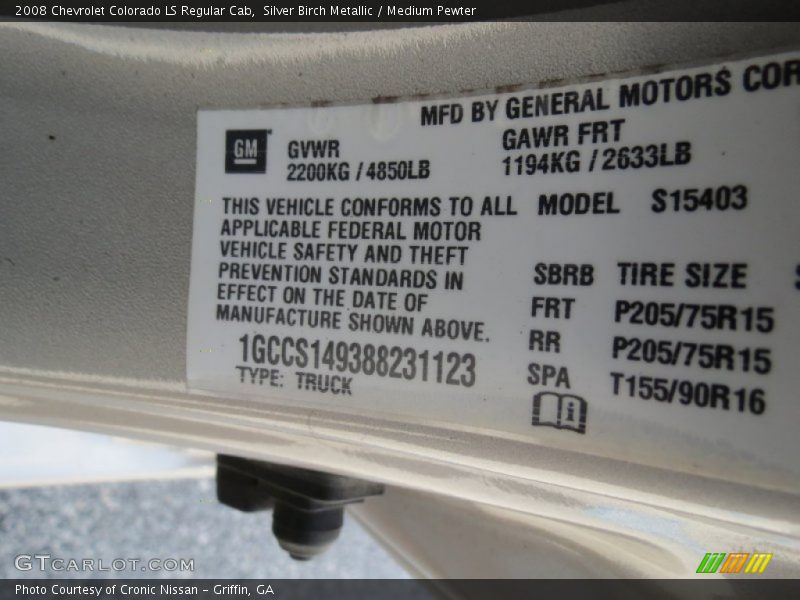 2008 Chevrolet Colorado LS Regular Cab,  Silver Birch Metallic / Medium Pewter
MFD BY GENERAL MOTORS COR
GM
GVWR
2200KG / 4850LB
GAWR FRT
1194KG / 2633LB
THIS VEHICLE CONFORMS TO ALL
APPLICABLE FEDERAL MOTOR
VEHICLE SAFETY AND THEFT
PREVENTION STANDARDS IN
EFFECT ON THE DATE OF
MANUFACTURE SHOWN ABOVE.
1GCCS149388231123
TYPE: TRUCK
MODEL S15403
SBRB TIRE SIZE
FRT P205/75R15
RR P205/75R15
SPA T155/90R16
GTCARLOT.COM
Photo Courtesy of Cronic Nissan - Griffin, GA